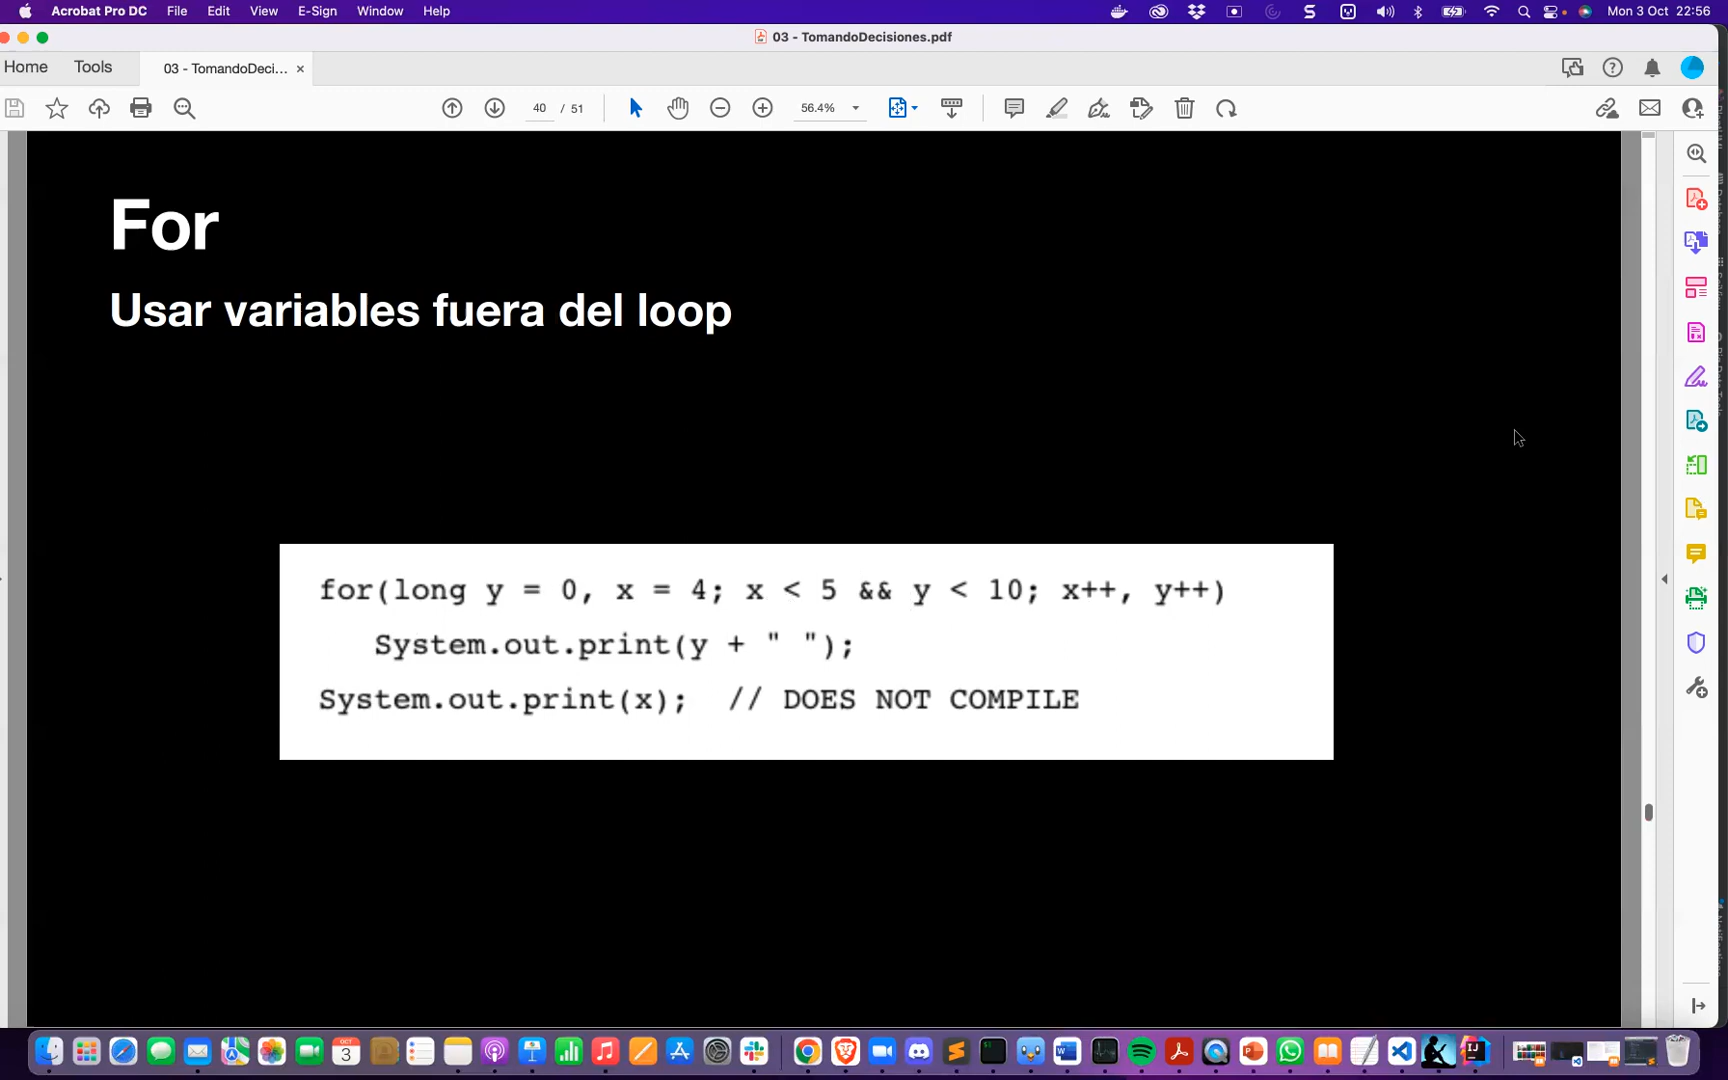 Acrobat Pro DC File Edit View E-Sign Window Help Mon 3 Oct 22:56
03 - TomandoDecisiones.pdf
Home Tools 03 - TomandoDeci... ×
40 / 51 56.4%
For
Usar variables fuera del loop
for(long y = 0, x = 4; x < 5 && y < 10; x++, y++)
System.out.print(y + " ");
System.out.print(x); // DOES NOT COMPILE
OCT
3